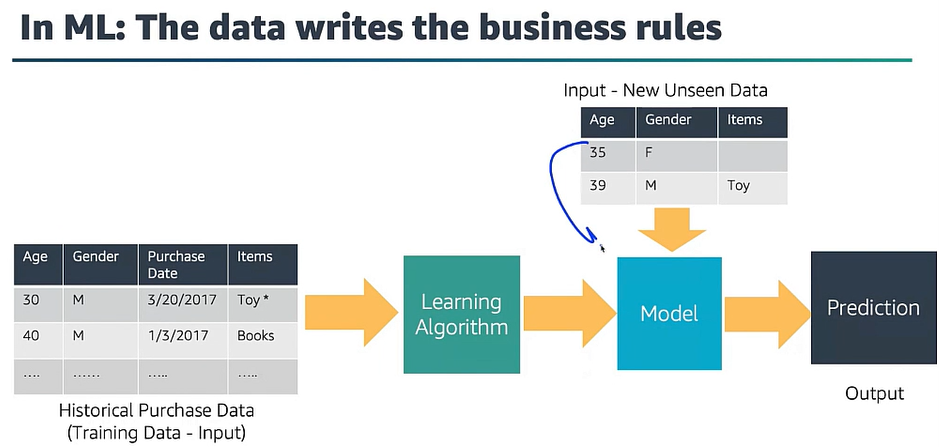 In ML: The data writes the business rules
Input - New Unseen Data
Age Gender Items
35 F
39 M Toy
Age Gender Purchase Date Items
30 M 3/20/2017 Toy *
40 M 1/3/2017 Books
.... ...... ..... .....
Historical Purchase Data
(Training Data - Input)
Learning
Algorithm
Model
Prediction
Output